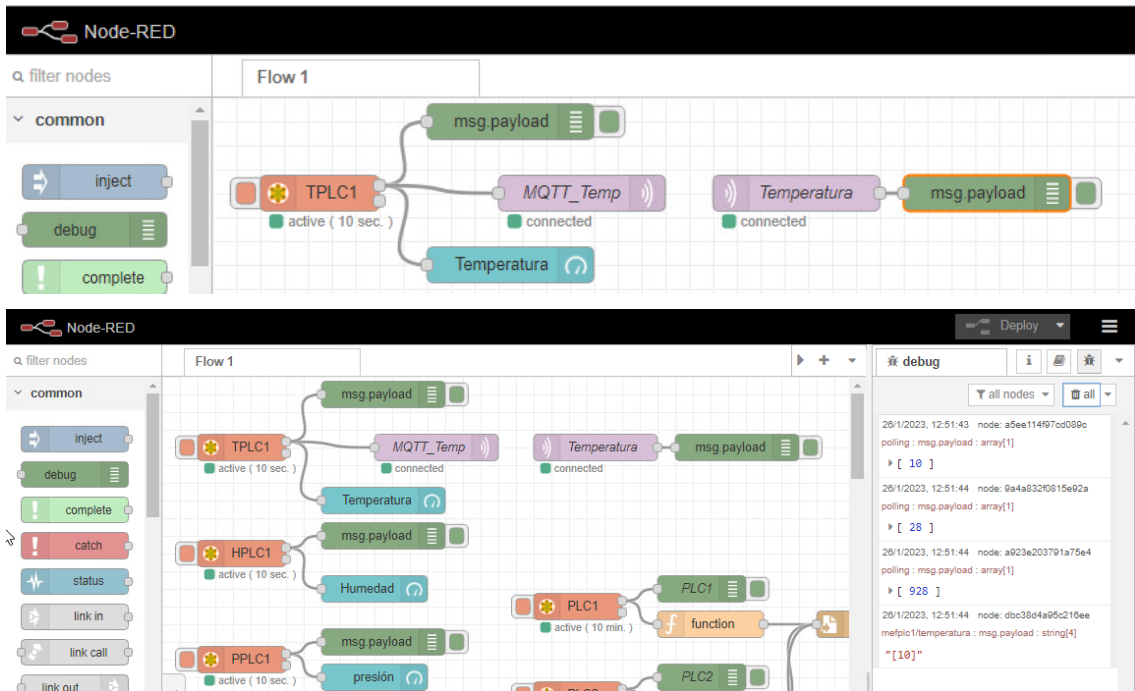 Node-RED
filter nodes
Flow 1
common
inject
debug
complete
msg.payload
TPLC1
active ( 10 sec. )
MQTT_Temp
connected
Temperatura
Temperatura
connected
msg.payload
Node-RED
Deploy
filter nodes
Flow 1
common
inject
debug
complete
catch
status
link in
link call
link out
msg.payload
TPLC1
active ( 10 sec. )
MQTT_Temp
connected
Temperatura
Temperatura
connected
msg.payload
msg.payload
HPLC1
active ( 10 sec. )
Humedad
msg.payload
PPLC1
active ( 10 sec. )
presión
PLC1
PLC1
active ( 10 min. )
function
PLC2
debug
i
all nodes
all
26/1/2023, 12:51:43 node: a5ee114f97cd089c
polling : msg.payload : array[1]
[ 10 ]
26/1/2023, 12:51:44 node: 9a4a832f0815e92a
polling : msg.payload : array[1]
[ 28 ]
26/1/2023, 12:51:44 node: a923e203791a75e4
polling : msg.payload : array[1]
[ 928 ]
26/1/2023, 12:51:44 node: dbc38d4a95c216ee
mefplc1/temperatura : msg.payload : string[4]
"[10]"